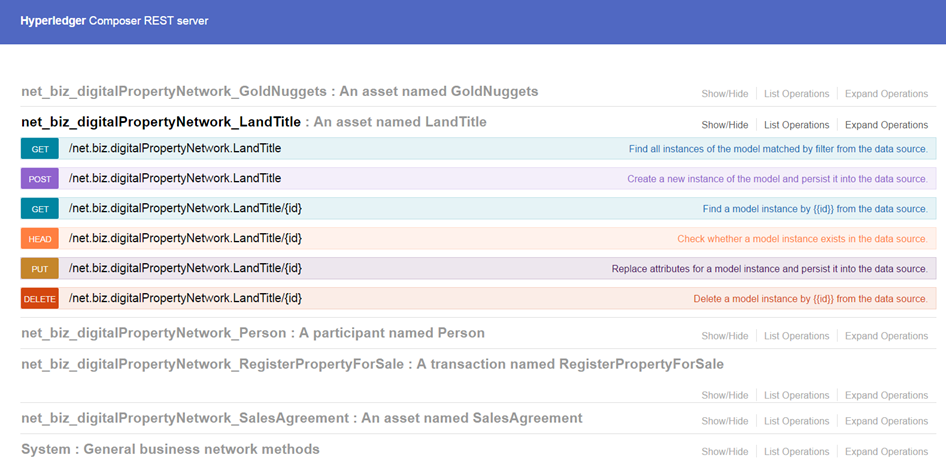 Hyperledger Composer REST server
net_biz_digitalPropertyNetwork_GoldNuggets : An asset named GoldNuggets Show/Hide List Operations Expand Operations
net_biz_digitalPropertyNetwork_LandTitle : An asset named LandTitle Show/Hide List Operations Expand Operations
GET /net.biz.digitalPropertyNetwork.LandTitle Find all instances of the model matched by filter from the data source.
POST /net.biz.digitalPropertyNetwork.LandTitle Create a new instance of the model and persist it into the data source.
GET /net.biz.digitalPropertyNetwork.LandTitle/{id} Find a model instance by {{id}} from the data source.
HEAD /net.biz.digitalPropertyNetwork.LandTitle/{id} Check whether a model instance exists in the data source.
PUT /net.biz.digitalPropertyNetwork.LandTitle/{id} Replace attributes for a model instance and persist it into the data source.
DELETE /net.biz.digitalPropertyNetwork.LandTitle/{id} Delete a model instance by {{id}} from the data source.
net_biz_digitalPropertyNetwork_Person : A participant named Person Show/Hide List Operations Expand Operations
net_biz_digitalPropertyNetwork_RegisterPropertyForSale : A transaction named RegisterPropertyForSale
Show/Hide List Operations Expand Operations
net_biz_digitalPropertyNetwork_SalesAgreement : An asset named SalesAgreement Show/Hide List Operations Expand Operations
System : General business network methods Show/Hide List Operations Expand Operations